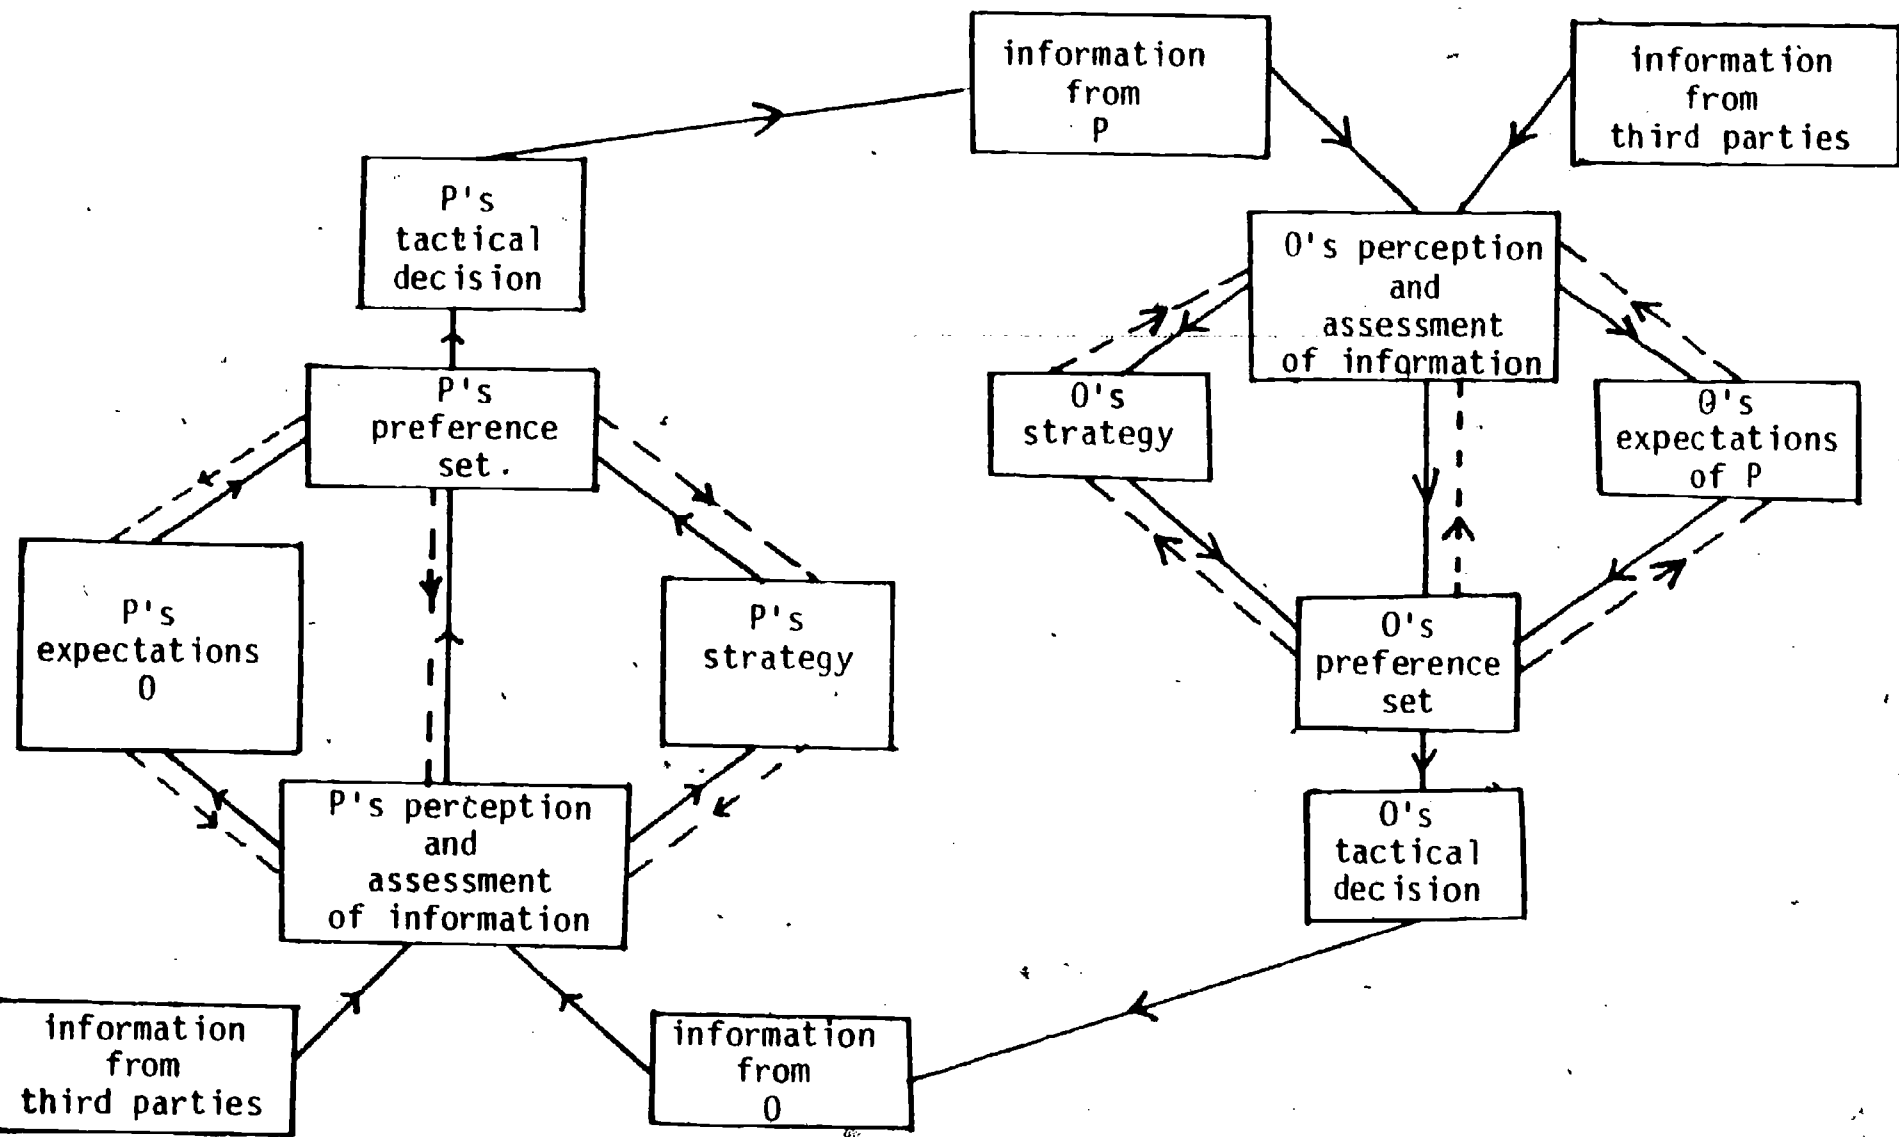 information
from
P
information
from
third parties
P's
tactical
decision
O's perception
and
assessment
of information
P's
preference
set.
O's
strategy
O's
expectations
of P
P's
expectations
O
P's
strategy
O's
preference
set
P's perception
and
assessment
of information
O's
tactical
decision
information
from
third parties
information
from
O